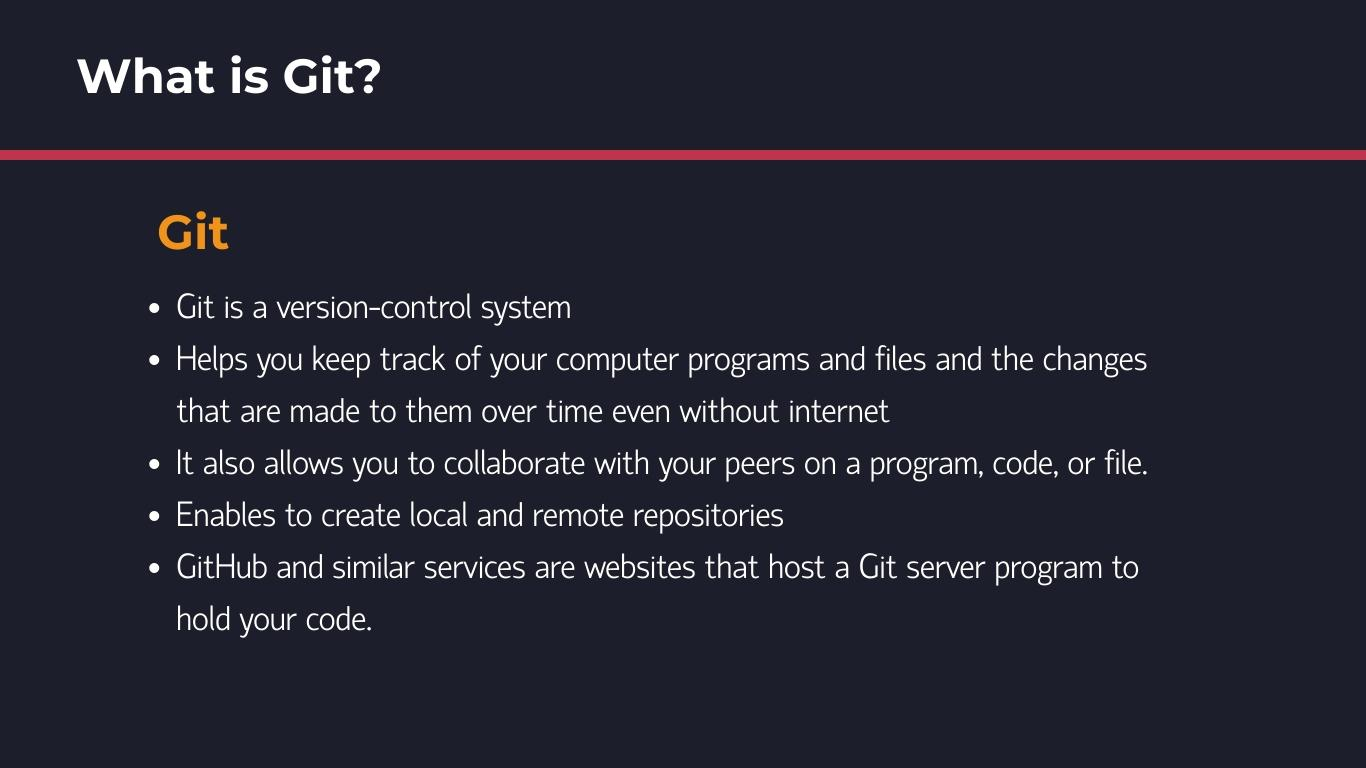 What is Git?
Git
• Git is a version-control system
• Helps you keep track of your computer programs and files and the changes
that are made to them over time even without internet
• It also allows you to collaborate with your peers on a program, code, or file.
• Enables to create local and remote repositories
• GitHub and similar services are websites that host a Git server program to
hold your code.